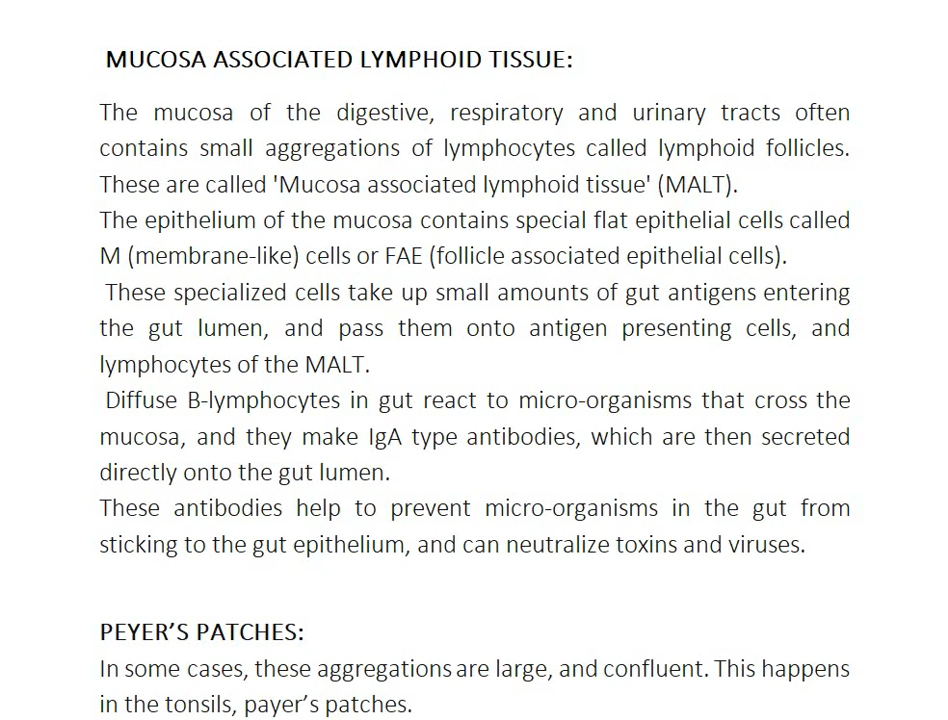 MUCOSA ASSOCIATED LYMPHOID TISSUE:
The mucosa of the digestive, respiratory and urinary tracts often
contains small aggregations of lymphocytes called lymphoid follicles.
These are called 'Mucosa associated lymphoid tissue' (MALT).
The epithelium of the mucosa contains special flat epithelial cells called
M (membrane-like) cells or FAE (follicle associated epithelial cells).
These specialized cells take up small amounts of gut antigens entering
the gut lumen, and pass them onto antigen presenting cells, and
lymphocytes of the MALT.
Diffuse B-lymphocytes in gut react to micro-organisms that cross the
mucosa, and they make IgA type antibodies, which are then secreted
directly onto the gut lumen.
These antibodies help to prevent micro-organisms in the gut from
sticking to the gut epithelium, and can neutralize toxins and viruses.
PEYER’S PATCHES:
In some cases, these aggregations are large, and confluent. This happens
in the tonsils, payer’s patches.